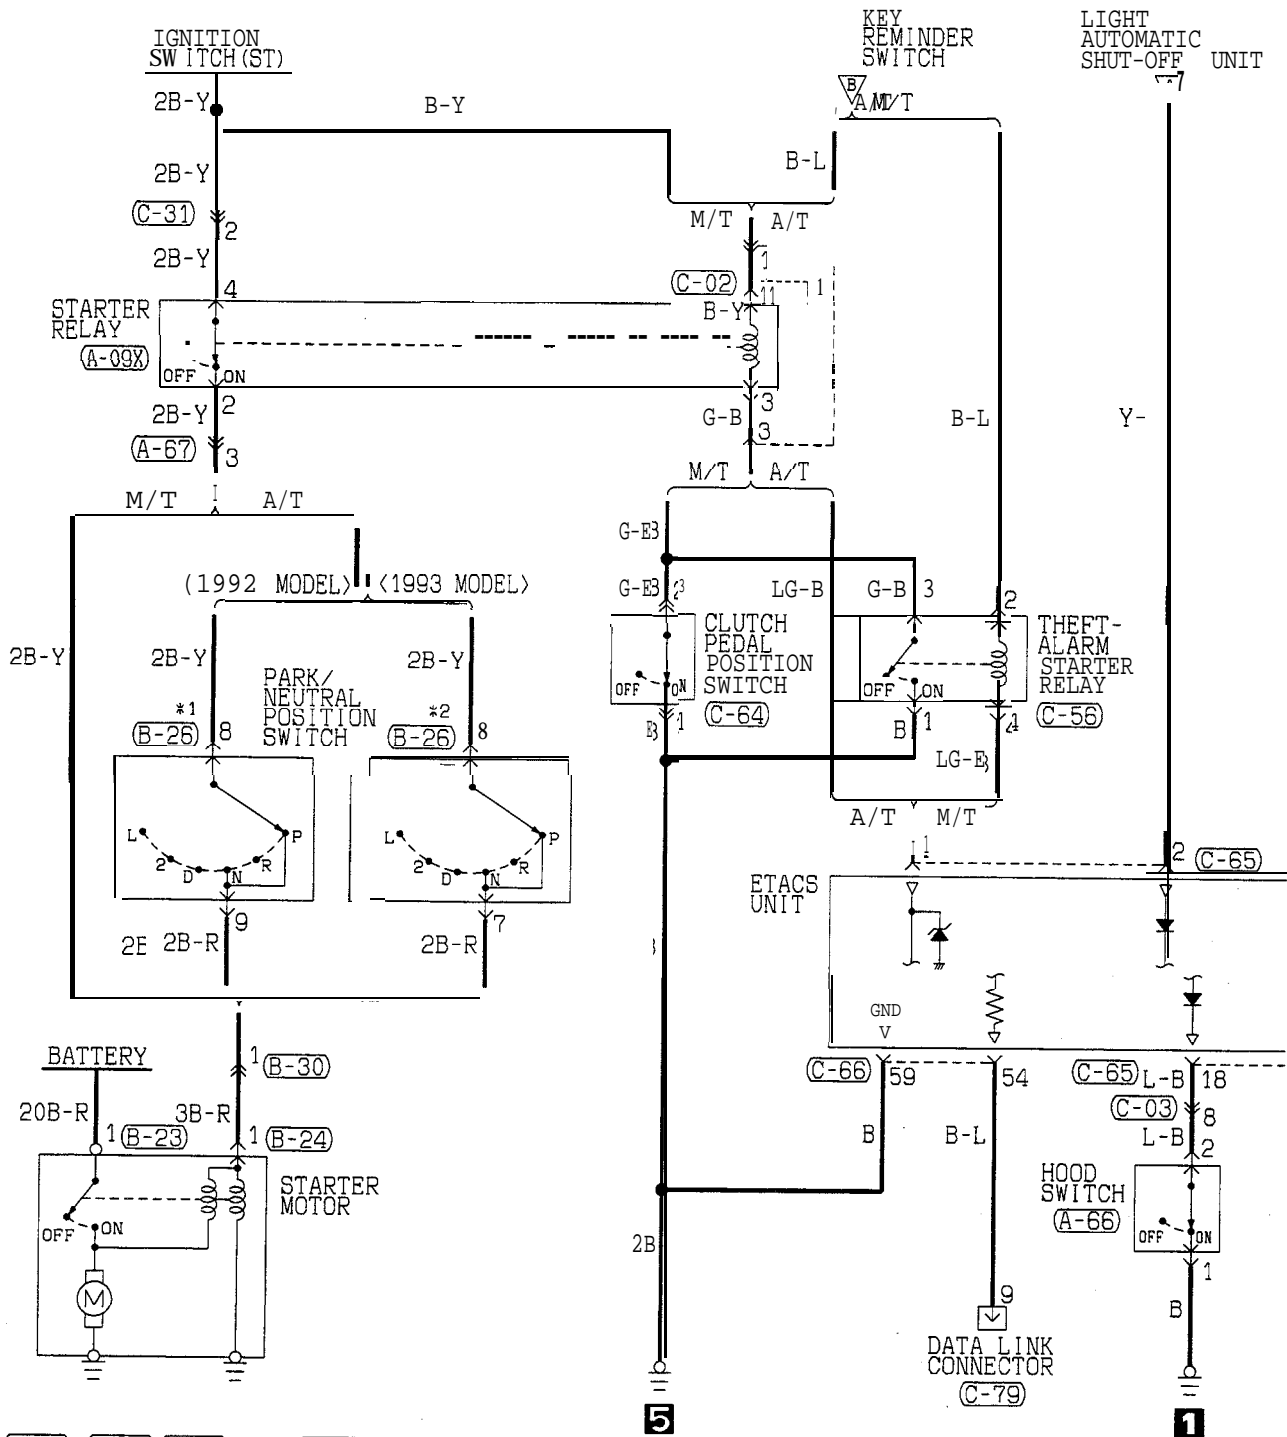 IGNITION
SWITCH(ST)
KEY
REMINDER
SWITCH
LIGHT
AUTOMATIC
SHUT-OFF UNIT
7
B
2B-Y
B-Y
B-L
2B-Y
C-31
2
M/T
A/T
2B-Y
1
C-02
4
11
1
STARTER
RELAY
B-Y
A-09X
OFF
ON
2B-Y
2
3
G-B
B-L
Y-
A-67
3
3
M/T
A/T
M/T
A/T
(1992 MODEL>
<1993 MODEL>
G-B
2
LG-B
G-B
3
2
2B-Y
2B-Y
2B-Y
PARK/
NEUTRAL
POSITION
SWITCH
CLUTCH
PEDAL
POSITION
SWITCH
THEFT-
ALARM
STARTER
RELAY
OFF
ON
OFF
ON
*1
*2
B-26
8
B-26
8
1
C-64
B
1
C-56
4
LG-B
L
2
D
N
R
P
L
2
D
N
R
P
A/T
M/T
1
2
C-65
ETACS
UNIT
9
7
2B-R
2B-R
GND
V
BATTERY
1
B-30
C-66
59
54
C-65
L-B
18
20B-R
3B-R
C-03
8
1
B-23
1
B-24
B
B-L
L-B
2
STARTER
MOTOR
HOOD
SWITCH
A-66
OFF
ON
OFF
ON
2B
1
M
9
B
DATA LINK
CONNECTOR
C-79
5
1